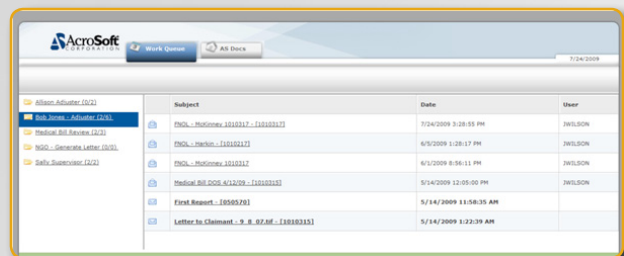 AcroSoft
CORPORATION
Work Queue
AS Docs
7/24/2009
Allison Adjuster (0/2)
Bob Jones - Adjuster (2/6)
Medical Bill Review (2/3)
NGO - Generate Letter (0/0)
Sally Supervisor (2/2)
Subject Date User
FNOL - McKinney 1010317 - [1010317] 7/24/2009 3:28:55 PM JWILSON
FNOL - Harkin - [1010217] 6/5/2009 1:28:17 PM JWILSON
FNOL - McKinney 1010317 6/1/2009 8:56:11 PM JWILSON
Medical Bill DOS 4/12/09 - [1010315] 5/14/2009 12:05:00 PM JWILSON
First Report - [050570] 5/14/2009 11:58:35 AM
Letter to Claimant - 9_8_07.tif - [1010315] 5/14/2009 1:22:39 AM